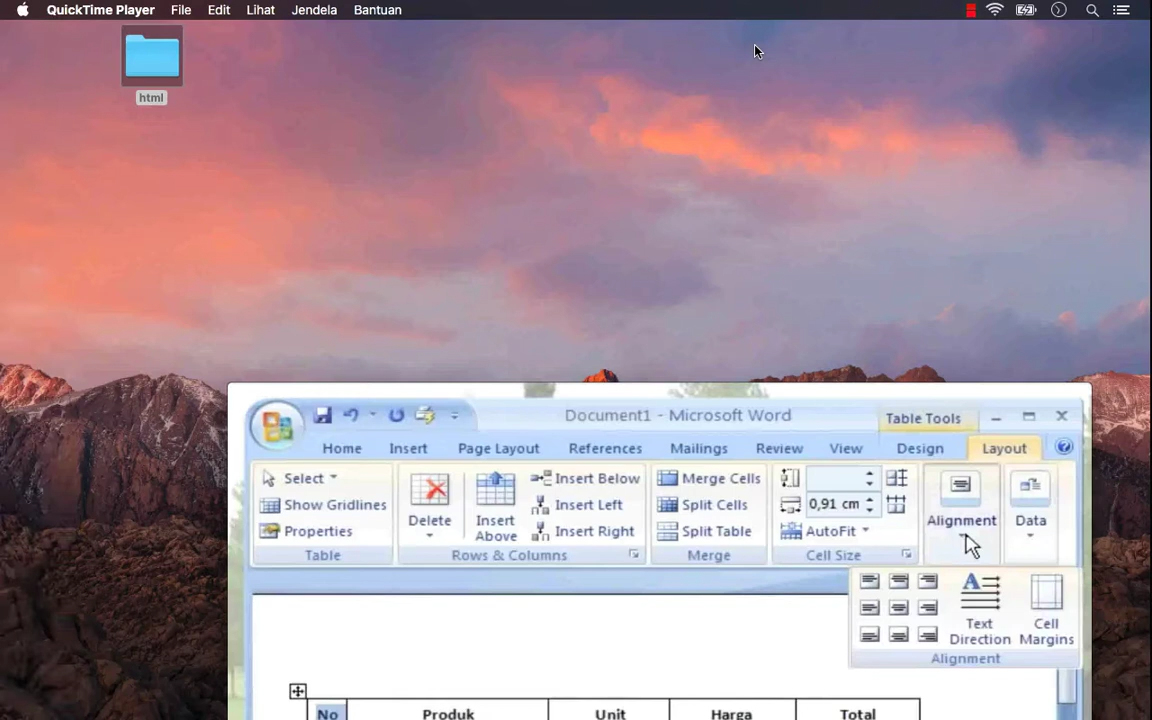 QuickTime Player File Edit Lihat Jendela Bantuan
html
Document1 - Microsoft Word Table Tools
Home Insert Page Layout References Mailings Review View Design Layout
Select
Show Gridlines
Properties
Table
Delete
Insert
Above
Insert Below
Insert Left
Insert Right
Rows & Columns
Merge Cells
Split Cells
Split Table
Merge
0,91 cm
AutoFit
Cell Size
Alignment
Data
Text
Direction
Cell
Margins
Alignment
No Produk Unit Harga Total